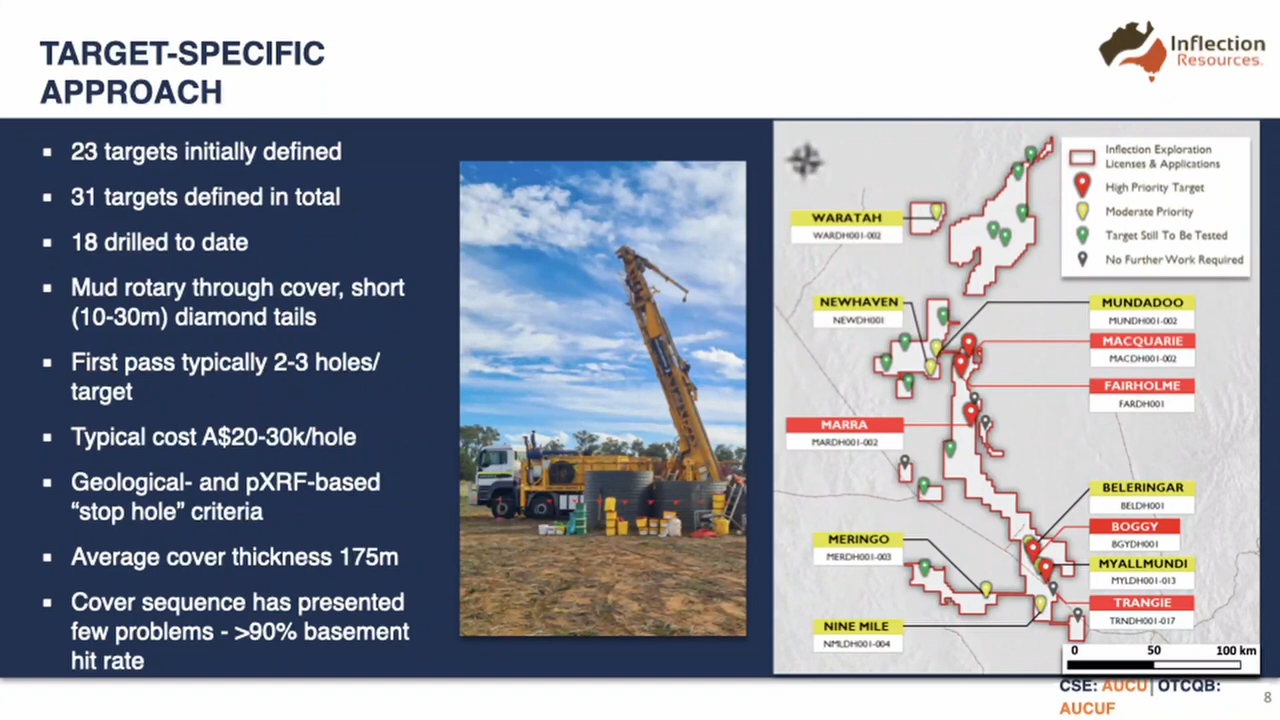 TARGET-SPECIFIC
APPROACH
Inflection
Resources.
▪ 23 targets initially defined
▪ 31 targets defined in total
▪ 18 drilled to date
▪ Mud rotary through cover, short
(10-30m) diamond tails
▪ First pass typically 2-3 holes/
target
▪ Typical cost A$20-30k/hole
▪ Geological- and pXRF-based
“stop hole” criteria
▪ Average cover thickness 175m
▪ Cover sequence has presented
few problems - >90% basement
hit rate
Inflection Exploration
Licenses & Applications
High Priority Target
Moderate Priority
Target Still To Be Tested
No Further Work Required
WARATAH
WARDH001-002
NEWHAVEN
NEWDH001
MUNDADOO
MUNDH001-002
MACQUARIE
MACDH001-002
FAIRHOLME
FARDH001
MARRA
MARDH001-002
BELERINGAR
BELDH001
BOGGY
BGYDH001
MERINGO
MERDH001-003
MYALLMUNDI
MYLDH001-013
TRANGIE
TRNDH001-017
NINE MILE
NMLDH001-004
0 50 100 km
CSE: AUCU | OTCQB:
AUCUF
8